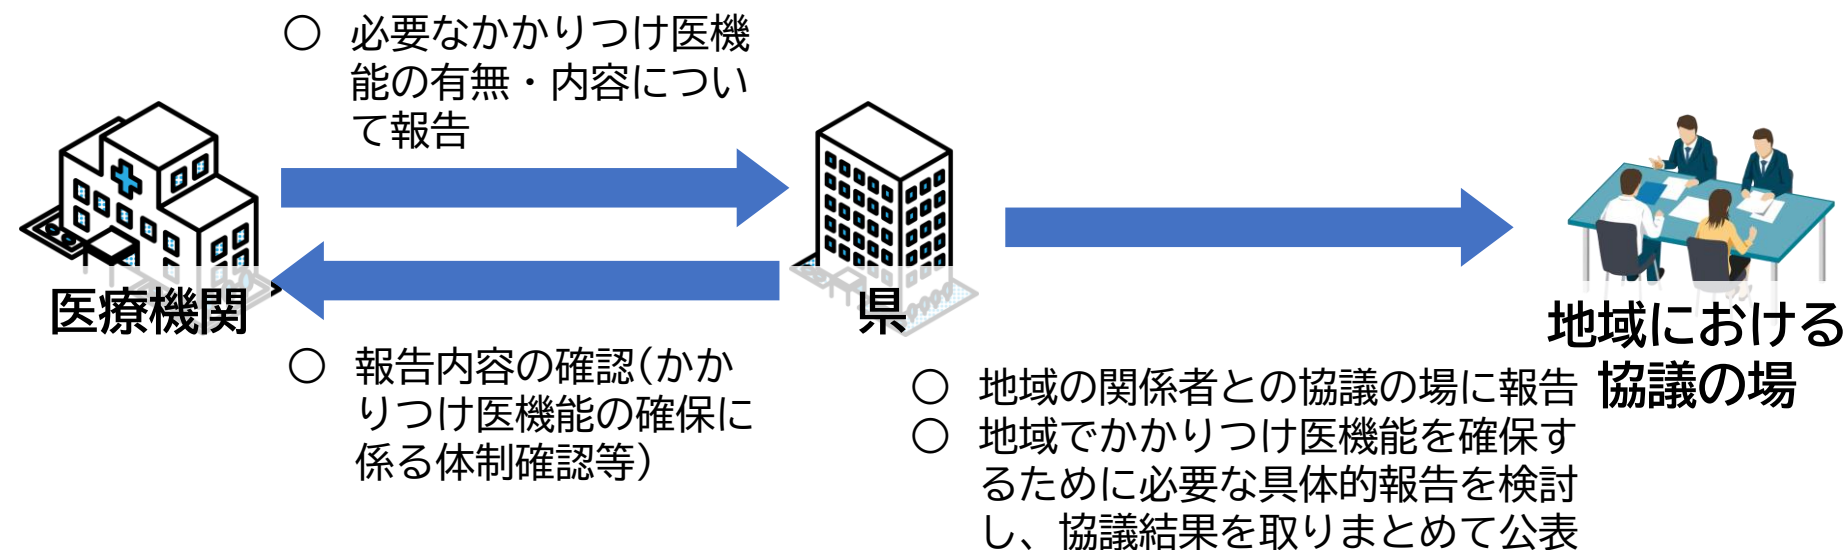 ○ 必要なかかりつけ医機
能の有無・内容につい
て報告
医療機関
県
○ 報告内容の確認(かか
りつけ医機能の確保に
係る体制確認等)
地域における
協議の場
○ 地域の関係者との協議の場に報告
○ 地域でかかりつけ医機能を確保す
るために必要な具体的報告を検討
し、協議結果を取りまとめて公表